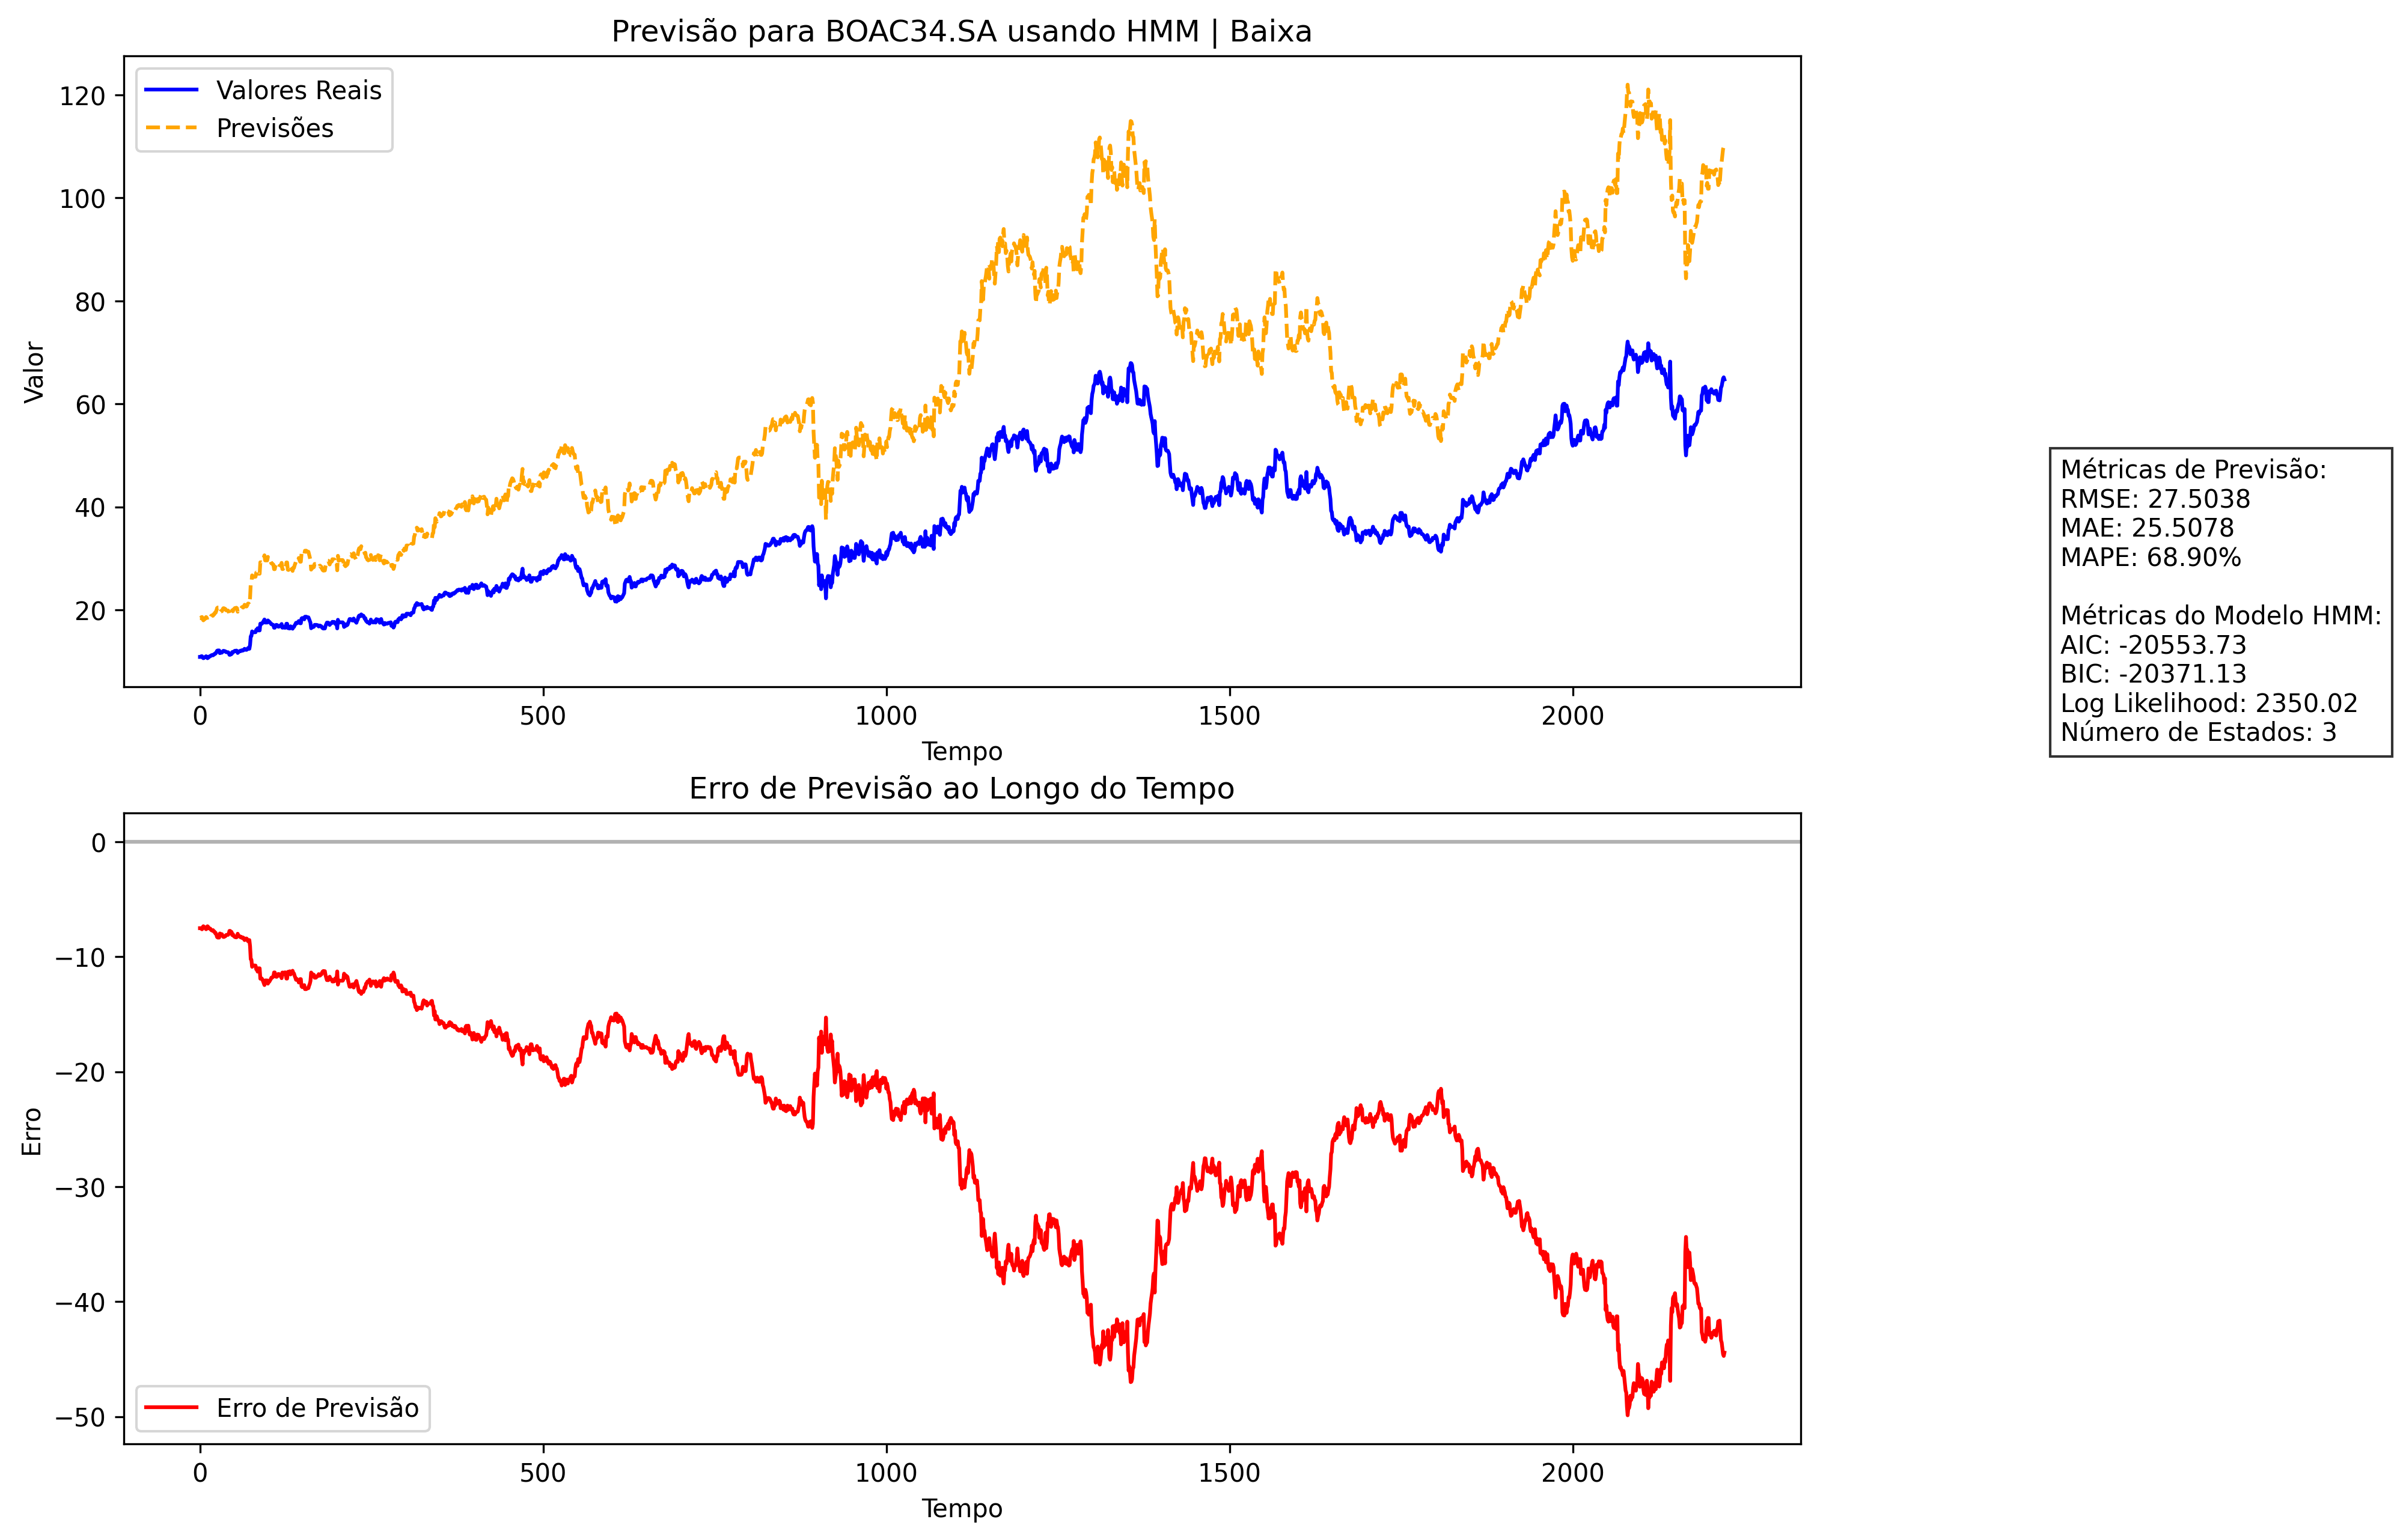 Previsão para BOAC34.SA usando HMM | Baixa
Valores Reais
Previsões
120
100
80
60
40
20
Valor
0
500
1000
1500
2000
Tempo
Métricas de Previsão:
RMSE: 27.5038
MAE: 25.5078
MAPE: 68.90%
Métricas do Modelo HMM:
AIC: -20553.73
BIC: -20371.13
Log Likelihood: 2350.02
Número de Estados: 3
Erro de Previsão ao Longo do Tempo
0
−10
−20
−30
−40
−50
Erro
Erro de Previsão
0
500
1000
1500
2000
Tempo